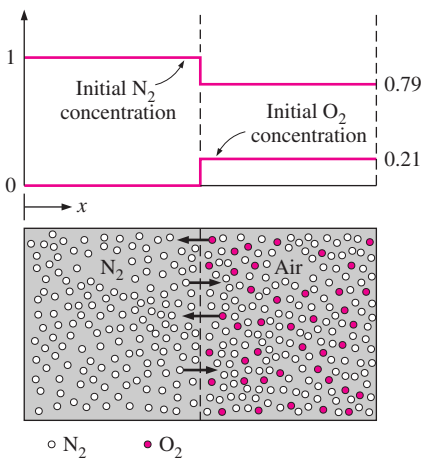 1
Initial N₂
concentration
0.79
Initial O₂
concentration
0.21
0
x
N₂
Air
N₂
O₂